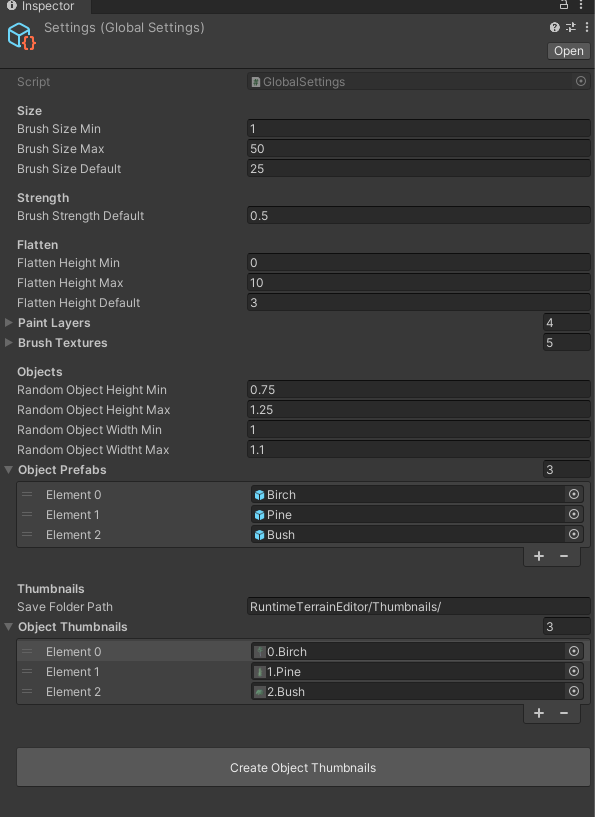 Inspector
Settings (Global Settings)
Open
Script GlobalSettings
Size
Brush Size Min 1
Brush Size Max 50
Brush Size Default 25
Strength
Brush Strength Default 0.5
Flatten
Flatten Height Min 0
Flatten Height Max 10
Flatten Height Default 3
Paint Layers 4
Brush Textures 5
Objects
Random Object Height Min 0.75
Random Object Height Max 1.25
Random Object Width Min 1
Random Object Widtht Max 1.1
Object Prefabs 3
Element 0 Birch
Element 1 Pine
Element 2 Bush
Thumbnails
Save Folder Path RuntimeTerrainEditor/Thumbnails/
Object Thumbnails 3
Element 0 0.Birch
Element 1 1.Pine
Element 2 2.Bush
Create Object Thumbnails